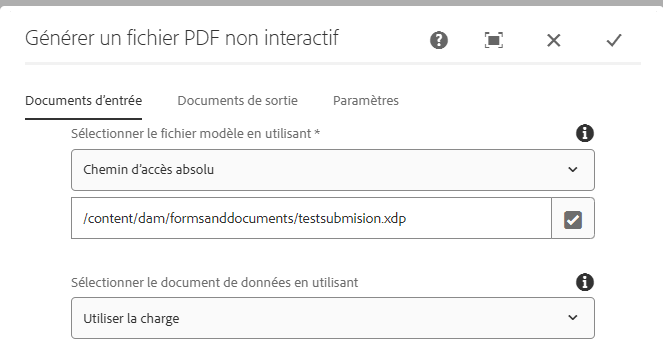 Générer un fichier PDF non interactif
Documents d'entrée Documents de sortie Paramètres
Sélectionner le fichier modèle en utilisant *
Chemin d'accès absolu
/content/dam/formsanddocuments/testsubmision.xdp
Sélectionner le document de données en utilisant
Utiliser la charge